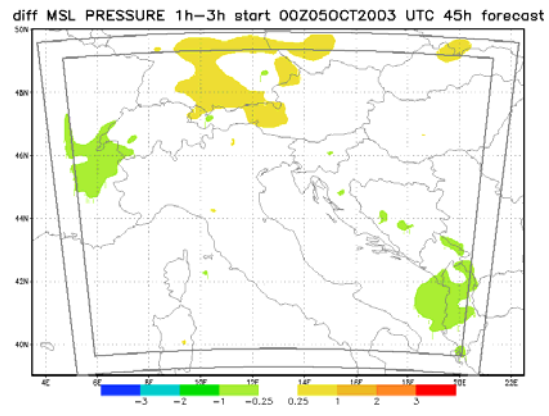 diff MSL PRESSURE 1h-3h start 00Z05OCT2003 UTC 45h forecast
50N
48N
46N
44N
42N
40N
4E 6E 8E 10E 12E 14E 16E 18E 20E 22E
-3 -2 -1 -0.25 0.25 1 2 3